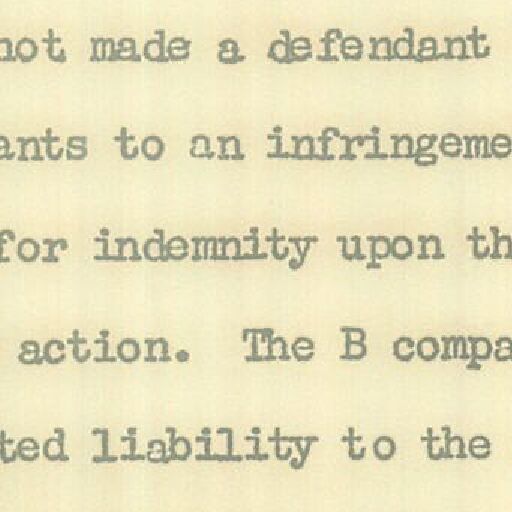 not made a defendant
ants to an infringeme
for indemnity upon th
action.  The B compa
ted liability to the